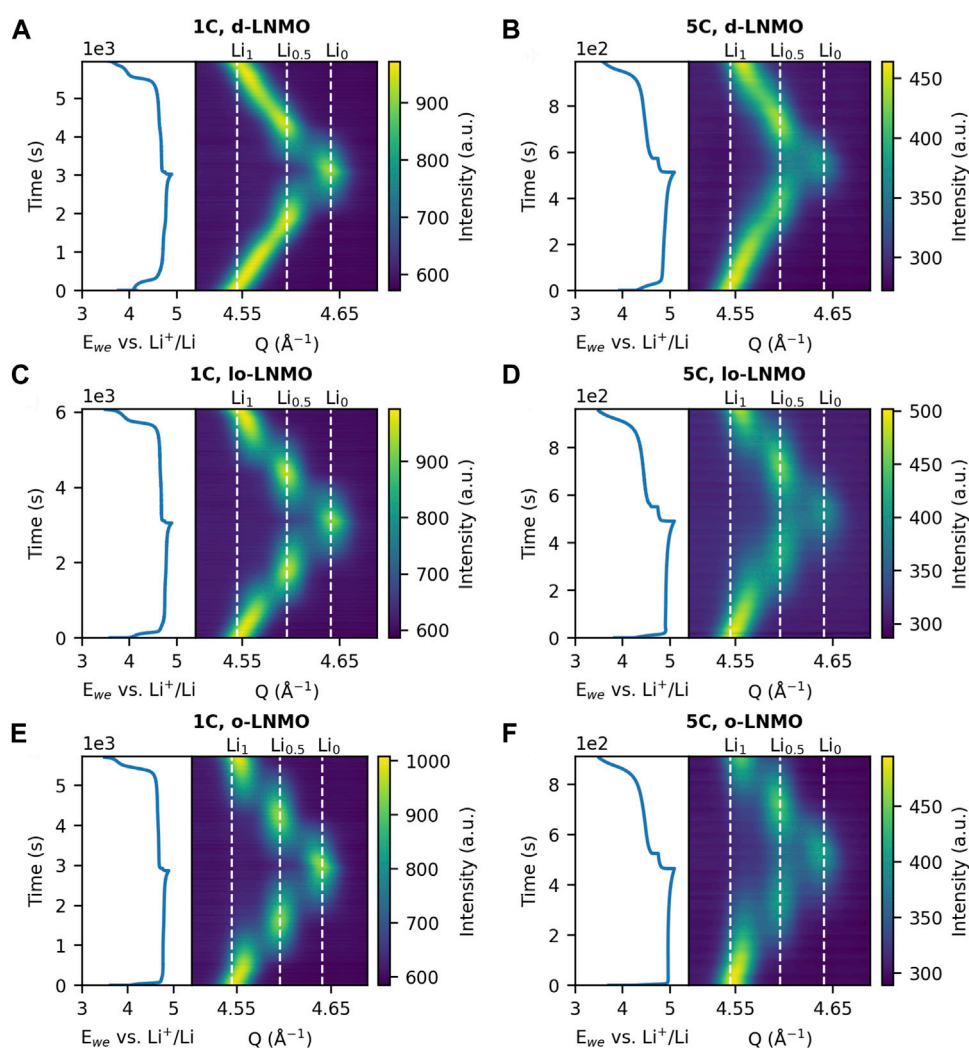 A
1C, d-LNMO
1e3
Li₁ Li₀.₅ Li₀
Time (s)
5
4
3
2
1
0
3 4 5
4.55 4.65
E_we vs. Li⁺/Li
Q (Å⁻¹)
900
800
700
600
Intensity (a.u.)
B
5C, d-LNMO
1e2
Li₁ Li₀.₅ Li₀
Time (s)
8
6
4
2
0
3 4 5
4.55 4.65
E_we vs. Li⁺/Li
Q (Å⁻¹)
450
400
350
300
Intensity (a.u.)
C
1C, lo-LNMO
1e3
Li₁ Li₀.₅ Li₀
Time (s)
6
4
2
0
3 4 5
4.55 4.65
E_we vs. Li⁺/Li
Q (Å⁻¹)
900
800
700
600
Intensity (a.u.)
D
5C, lo-LNMO
1e2
Li₁ Li₀.₅ Li₀
Time (s)
8
6
4
2
0
3 4 5
4.55 4.65
E_we vs. Li⁺/Li
Q (Å⁻¹)
500
450
400
350
300
Intensity (a.u.)
E
1C, o-LNMO
1e3
Li₁ Li₀.₅ Li₀
Time (s)
5
4
3
2
1
0
3 4 5
4.55 4.65
E_we vs. Li⁺/Li
Q (Å⁻¹)
1000
900
800
700
600
Intensity (a.u.)
F
5C, o-LNMO
1e2
Li₁ Li₀.₅ Li₀
Time (s)
8
6
4
2
0
3 4 5
4.55 4.65
E_we vs. Li⁺/Li
Q (Å⁻¹)
450
400
350
300
Intensity (a.u.)